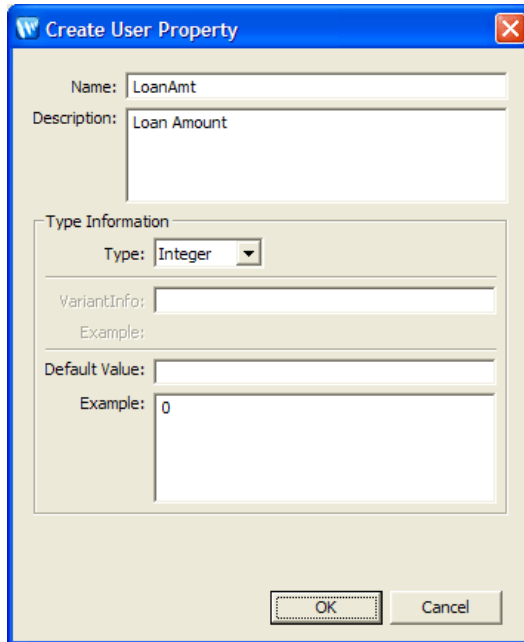 Create User Property
Name: LoanAmt
Description: Loan Amount
Type Information
Type: Integer
VariantInfo:
Example:
Default Value:
Example: 0
OK Cancel